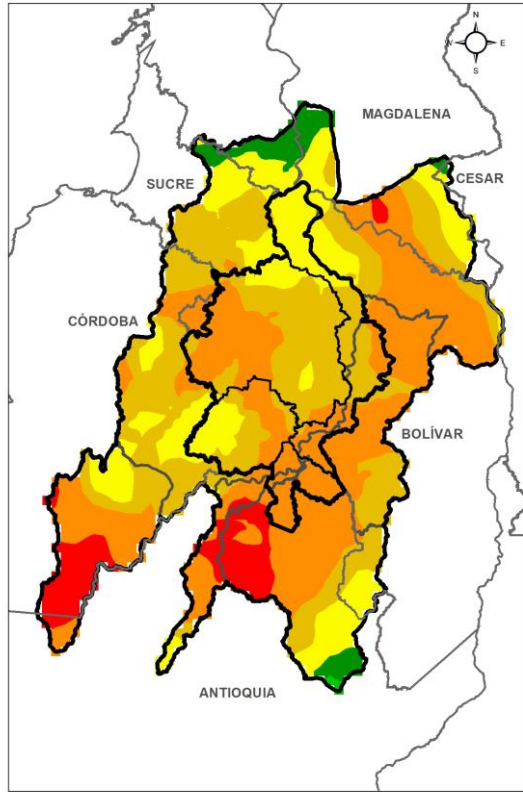 N
W E
S
MAGDALENA
CESAR
SUCRE
CÓRDOBA
BOLÍVAR
ANTIOQUIA